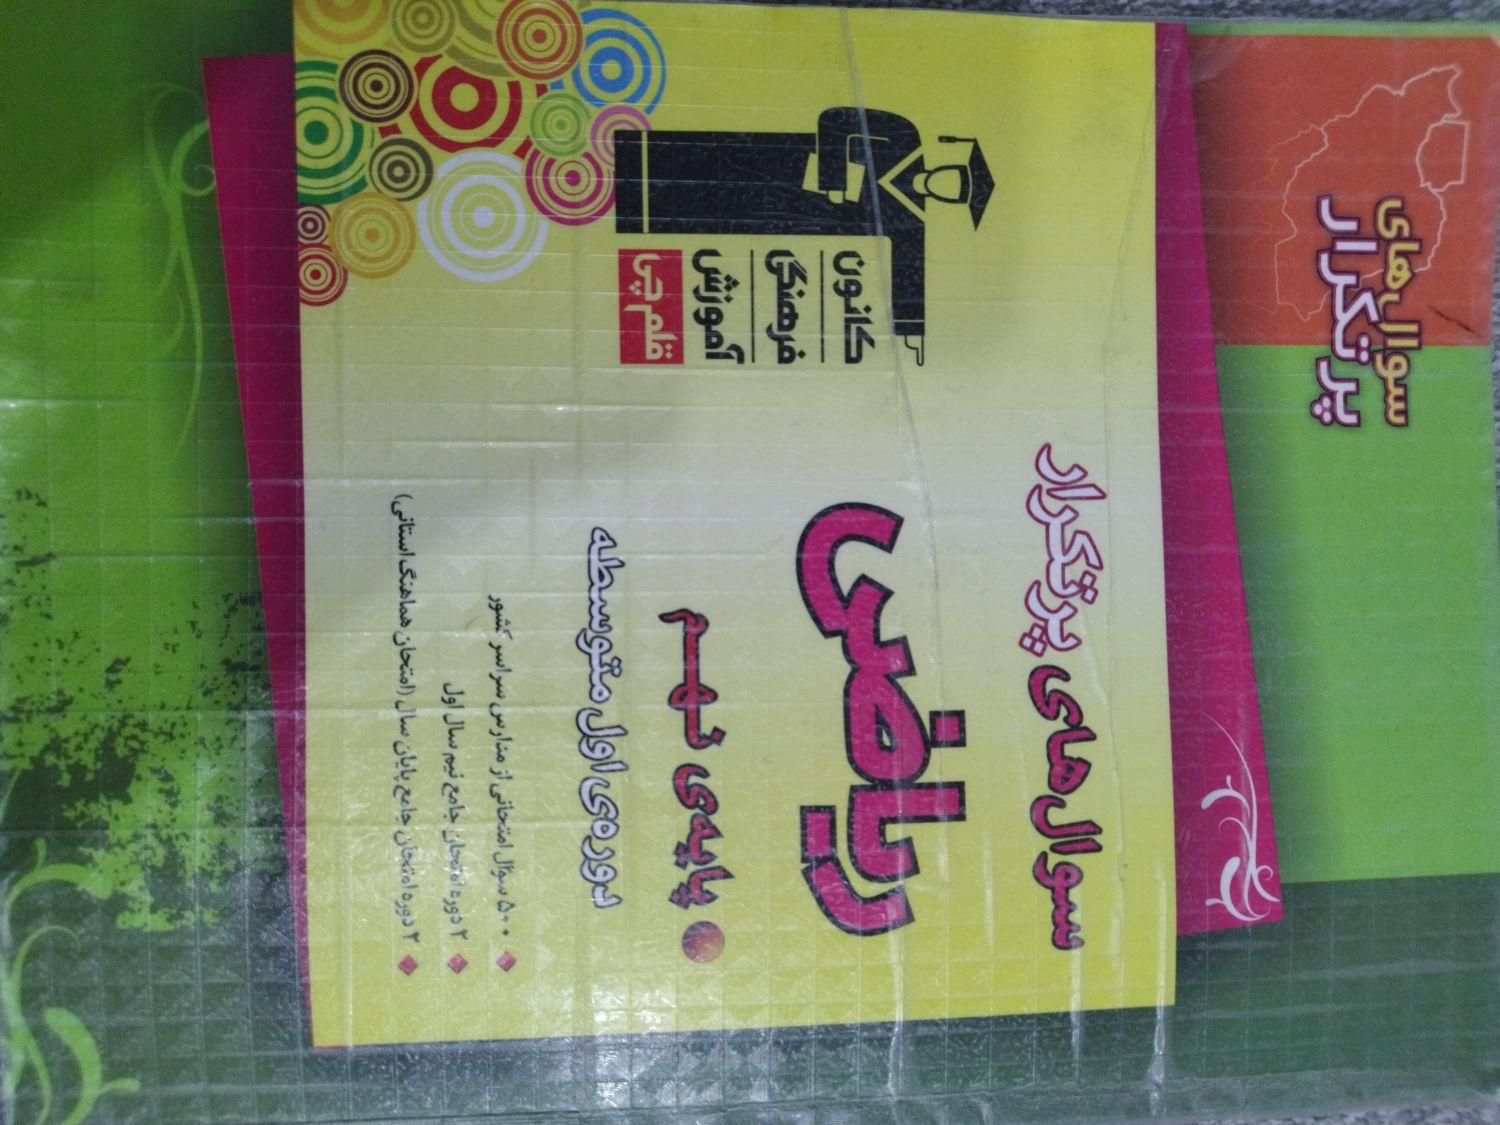 سوال‌های
پرتکرار
سوال‌های پرتکرار
ریاضی
کانون
فرهنگی
آموزش
قلم‌چی
پایه‌ی نهم
دوره‌ی اول متوسطه
۵۰۰ سؤال امتحانی از مدارس سراسر کشور
۲ دوره امتحان جامع نیم سال اول
۲ دوره امتحان جامع پایان سال (امتحان هماهنگ استانی)